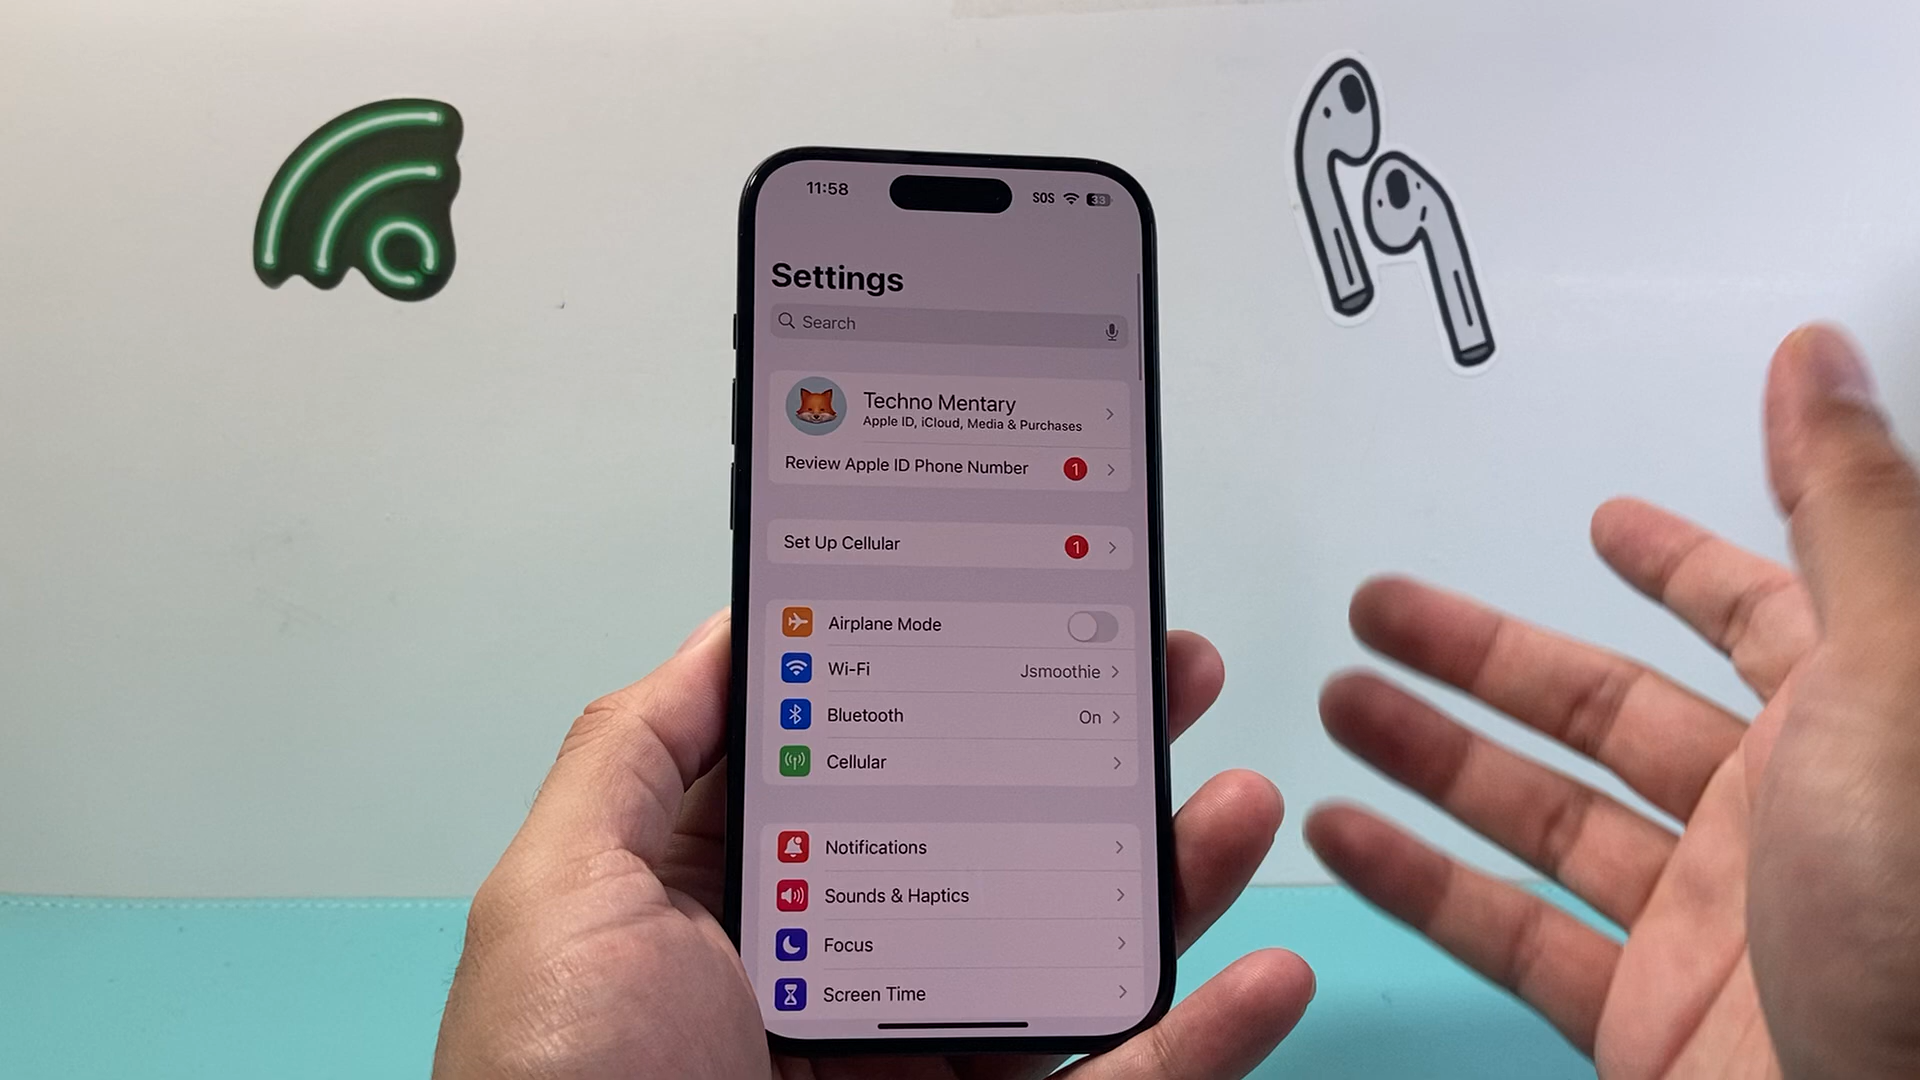 11:58
SOS 33
Settings
Search
Techno Mentary
Apple ID, iCloud, Media & Purchases
Review Apple ID Phone Number 1
Set Up Cellular 1
Airplane Mode
Wi-Fi Jsmoothie
Bluetooth On
Cellular
Notifications
Sounds & Haptics
Focus
Screen Time